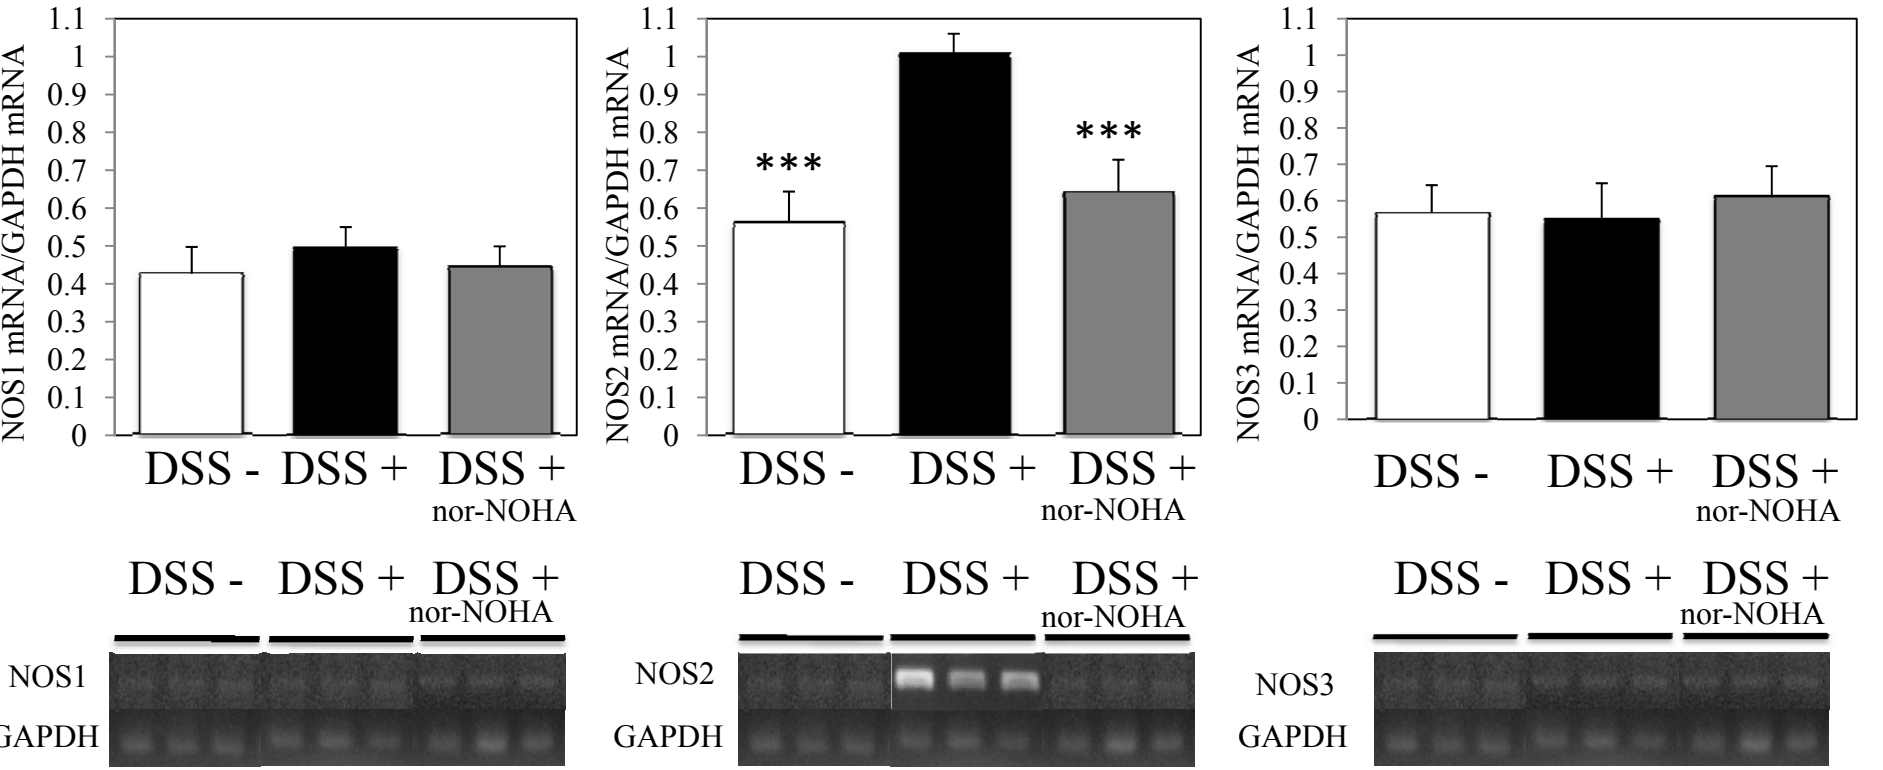 NOS1 mRNA/GAPDH mRNA
1.1
1
0.9
0.8
0.7
0.6
0.5
0.4
0.3
0.2
0.1
0
DSS - DSS + DSS +
nor-NOHA
NOS2 mRNA/GAPDH mRNA
1.1
1
0.9
0.8
0.7
0.6
0.5
0.4
0.3
0.2
0.1
0
***
***
DSS - DSS + DSS +
nor-NOHA
NOS3 mRNA/GAPDH mRNA
1.1
1
0.9
0.8
0.7
0.6
0.5
0.4
0.3
0.2
0.1
0
DSS - DSS + DSS +
nor-NOHA
DSS - DSS + DSS +
nor-NOHA
NOS1
GAPDH
DSS - DSS + DSS +
nor-NOHA
NOS2
GAPDH
DSS - DSS + DSS +
nor-NOHA
NOS3
GAPDH